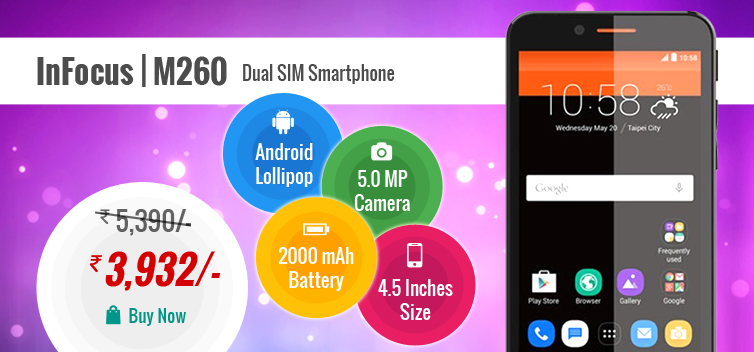 InFocus | M260 Dual SIM Smartphone
Android
Lollipop
5.0 MP
Camera
2000 mAh
Battery
4.5 Inches
Size
₹ 5,390/-
₹ 3,932/-
Buy Now
10:58
10:58
26°c
Wednesday May 20 / Taipei City
Google
Frequently
used
Play Store Browser Gallery Google